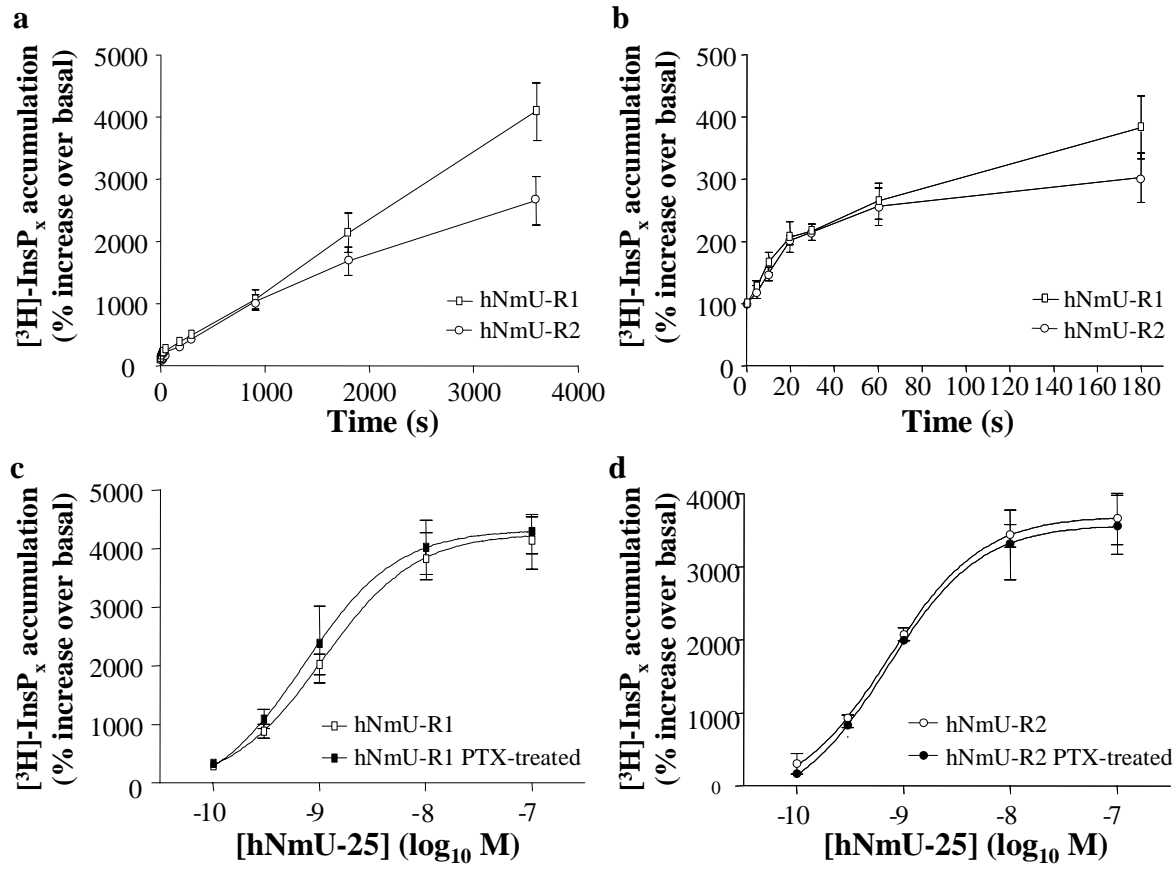 a
[³H]-InsPₓ accumulation
(% increase over basal)
5000
4000
3000
2000
1000
0
0
1000
2000
3000
4000
Time (s)
hNmU-R1
hNmU-R2
b
[³H]-InsPₓ accumulation
(% increase over basal)
500
400
300
200
100
0
0 20 40 60 80 100 120 140 160 180
Time (s)
hNmU-R1
hNmU-R2
c
[³H]-InsPₓ accumulation
(% increase over basal)
5000
4000
3000
2000
1000
0
-10
-9
-8
-7
[hNmU-25] (log₁₀ M)
hNmU-R1
hNmU-R1 PTX-treated
d
[³H]-InsPₓ accumulation
(% increase over basal)
4000
3000
2000
1000
0
-10
-9
-8
-7
[hNmU-25] (log₁₀ M)
hNmU-R2
hNmU-R2 PTX-treated